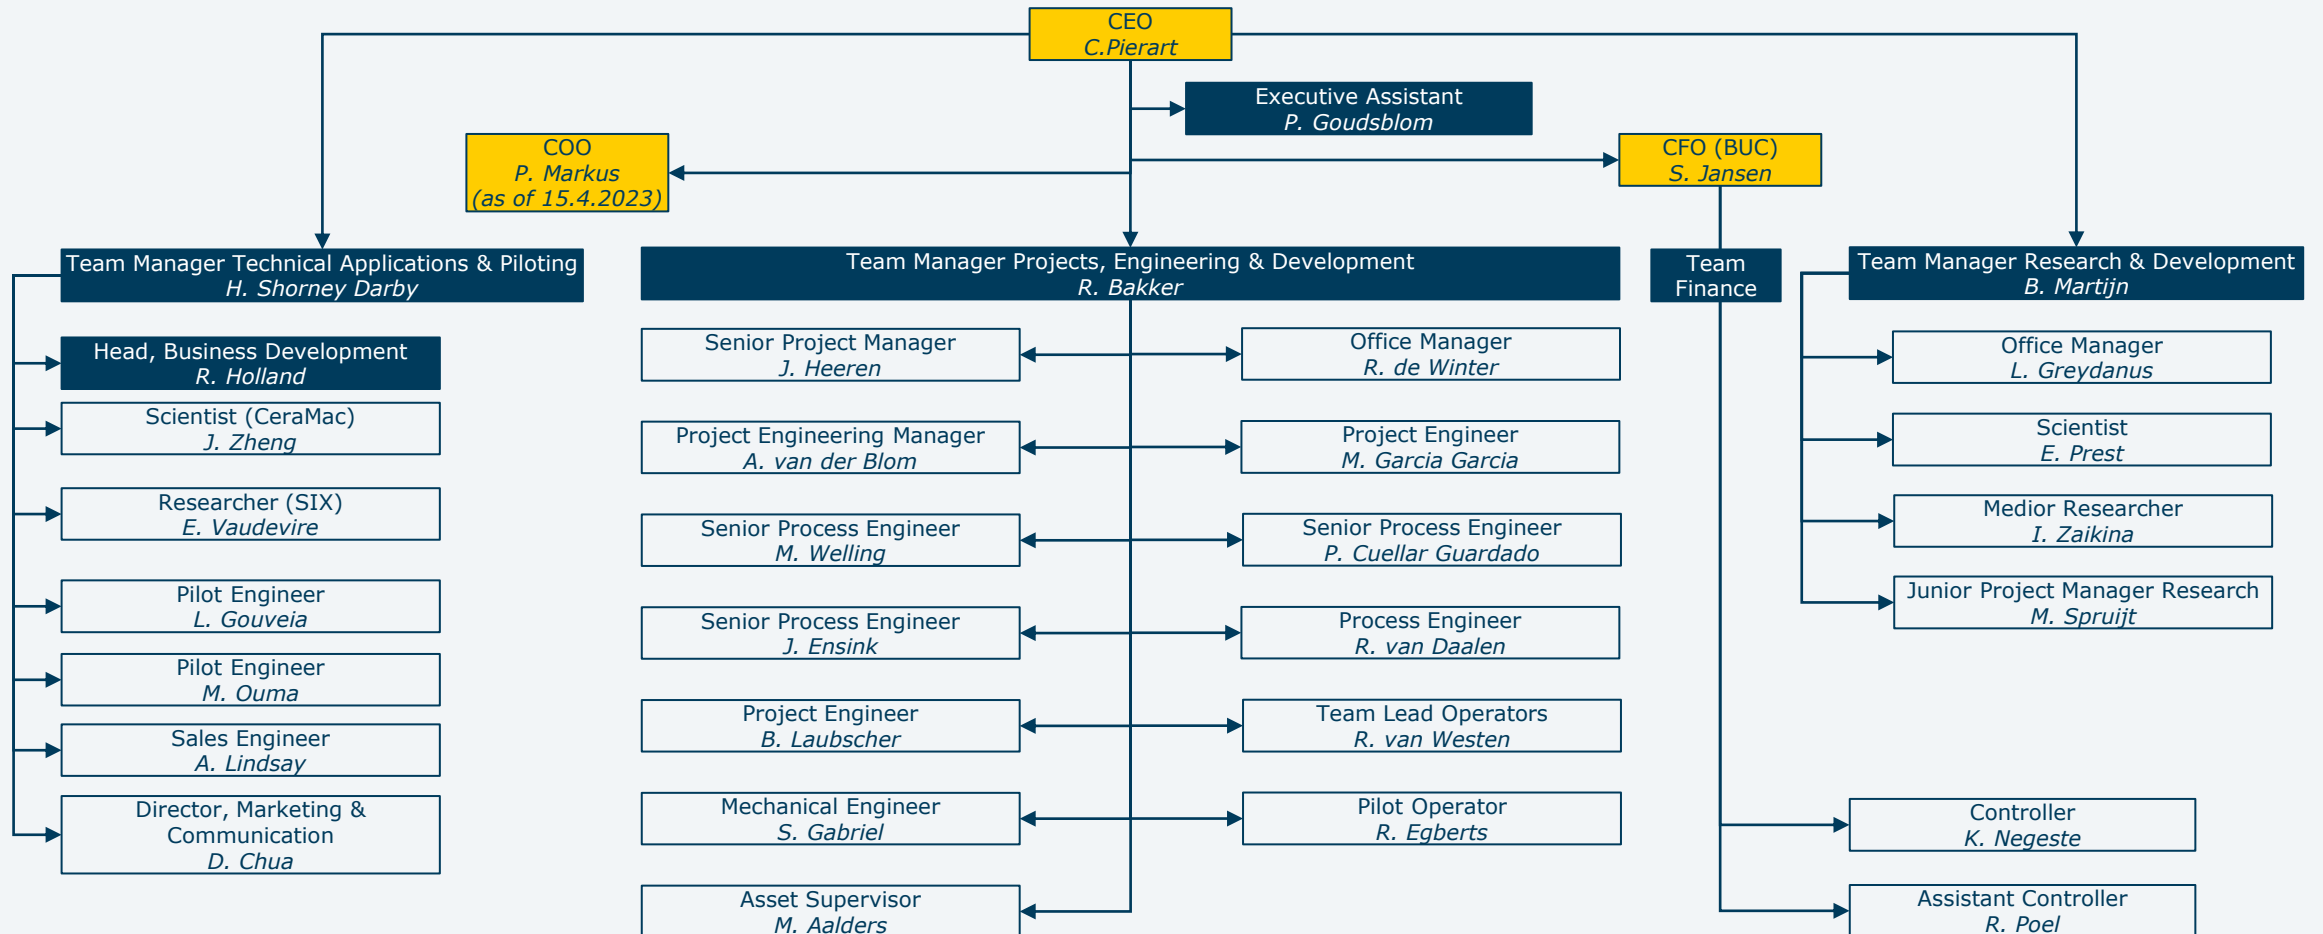 CEO
C.Pierart
Executive Assistant
P. Goudsblom
COO
P. Markus
(as of 15.4.2023)
CFO (BUC)
S. Jansen
Team Manager Technical Applications & Piloting
H. Shorney Darby
Head, Business Development
R. Holland
Scientist (CeraMac)
J. Zheng
Researcher (SIX)
E. Vaudevire
Pilot Engineer
L. Gouveia
Pilot Engineer
M. Ouma
Sales Engineer
A. Lindsay
Director, Marketing &
Communication
D. Chua
Team Manager Projects, Engineering & Development
R. Bakker
Senior Project Manager
J. Heeren
Office Manager
R. de Winter
Project Engineering Manager
A. van der Blom
Project Engineer
M. Garcia Garcia
Senior Process Engineer
M. Welling
Senior Process Engineer
P. Cuellar Guardado
Senior Process Engineer
J. Ensink
Process Engineer
R. van Daalen
Project Engineer
B. Laubscher
Team Lead Operators
R. van Westen
Mechanical Engineer
S. Gabriel
Pilot Operator
R. Egberts
Asset Supervisor
M. Aalders
Team
Finance
Controller
K. Negeste
Assistant Controller
R. Poel
Team Manager Research & Development
B. Martijn
Office Manager
L. Greydanus
Scientist
E. Prest
Medior Researcher
I. Zaikina
Junior Project Manager Research
M. Spruijt